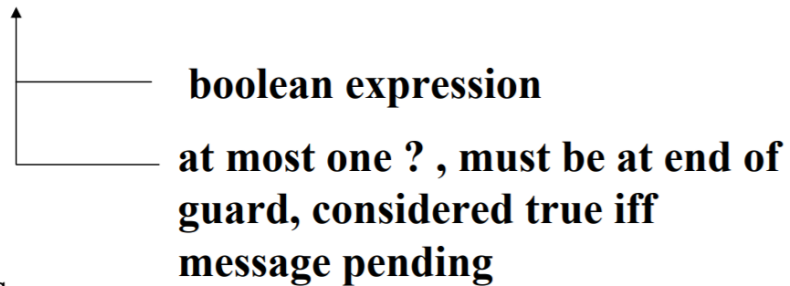 boolean expression
at most one ? , must be at end of
guard, considered true iff
message pending